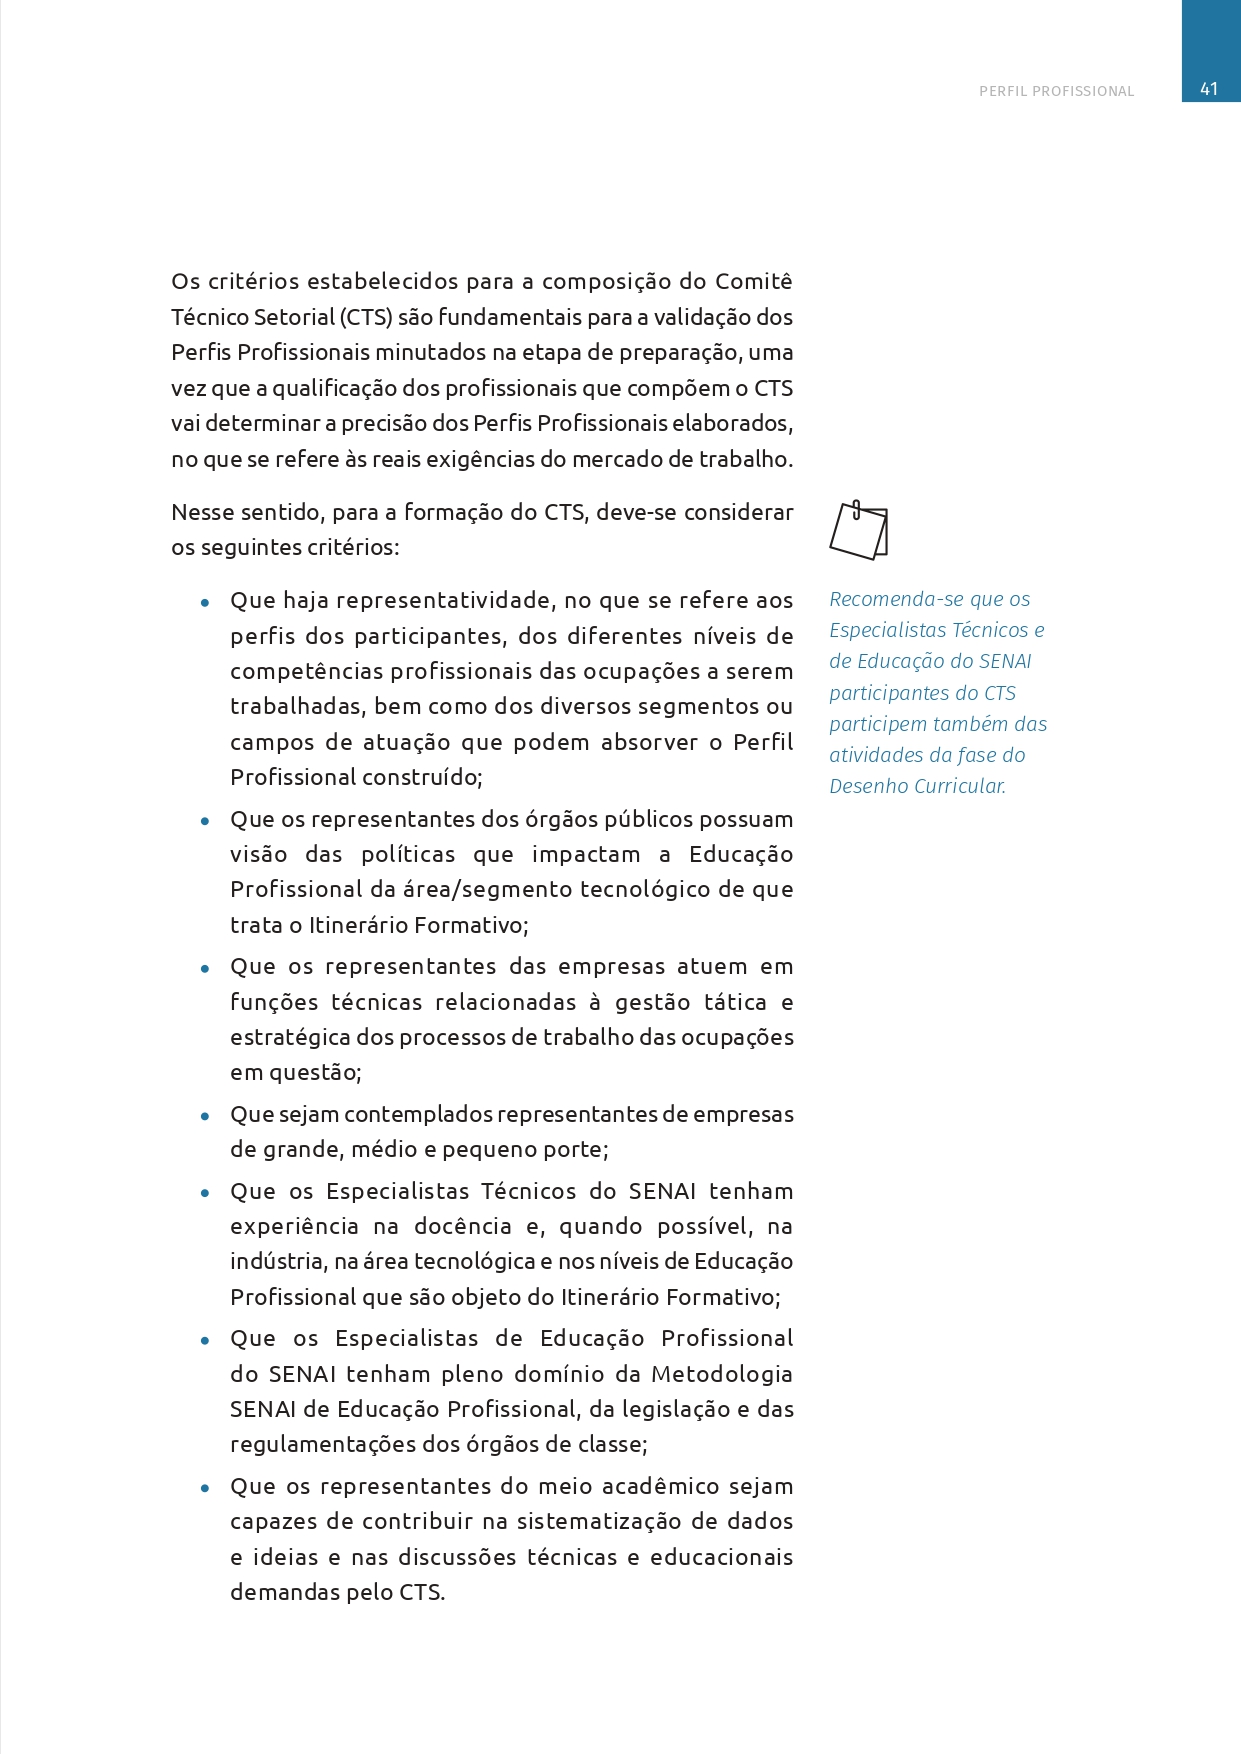 PERFIL PROFISSIONAL
41
Os critérios estabelecidos para a composição do Comitê
Técnico Setorial (CTS) são fundamentais para a validação dos
Perfis Profissionais minutados na etapa de preparação, uma
vez que a qualificação dos profissionais que compõem o CTS
vai determinar a precisão dos Perfis Profissionais elaborados,
no que se refere às reais exigências do mercado de trabalho.
Nesse sentido, para a formação do CTS, deve-se considerar
os seguintes critérios:
• Que haja representatividade, no que se refere aos
perfis dos participantes, dos diferentes níveis de
competências profissionais das ocupações a serem
trabalhadas, bem como dos diversos segmentos ou
campos de atuação que podem absorver o Perfil
Profissional construído;
• Que os representantes dos órgãos públicos possuam
visão das políticas que impactam a Educação
Profissional da área/segmento tecnológico de que
trata o Itinerário Formativo;
• Que os representantes das empresas atuem em
funções técnicas relacionadas à gestão tática e
estratégica dos processos de trabalho das ocupações
em questão;
• Que sejam contemplados representantes de empresas
de grande, médio e pequeno porte;
• Que os Especialistas Técnicos do SENAI tenham
experiência na docência e, quando possível, na
indústria, na área tecnológica e nos níveis de Educação
Profissional que são objeto do Itinerário Formativo;
• Que os Especialistas de Educação Profissional
do SENAI tenham pleno domínio da Metodologia
SENAI de Educação Profissional, da legislação e das
regulamentações dos órgãos de classe;
• Que os representantes do meio acadêmico sejam
capazes de contribuir na sistematização de dados
e ideias e nas discussões técnicas e educacionais
demandas pelo CTS.
Recomenda-se que os
Especialistas Técnicos e
de Educação do SENAI
participantes do CTS
participem também das
atividades da fase do
Desenho Curricular.